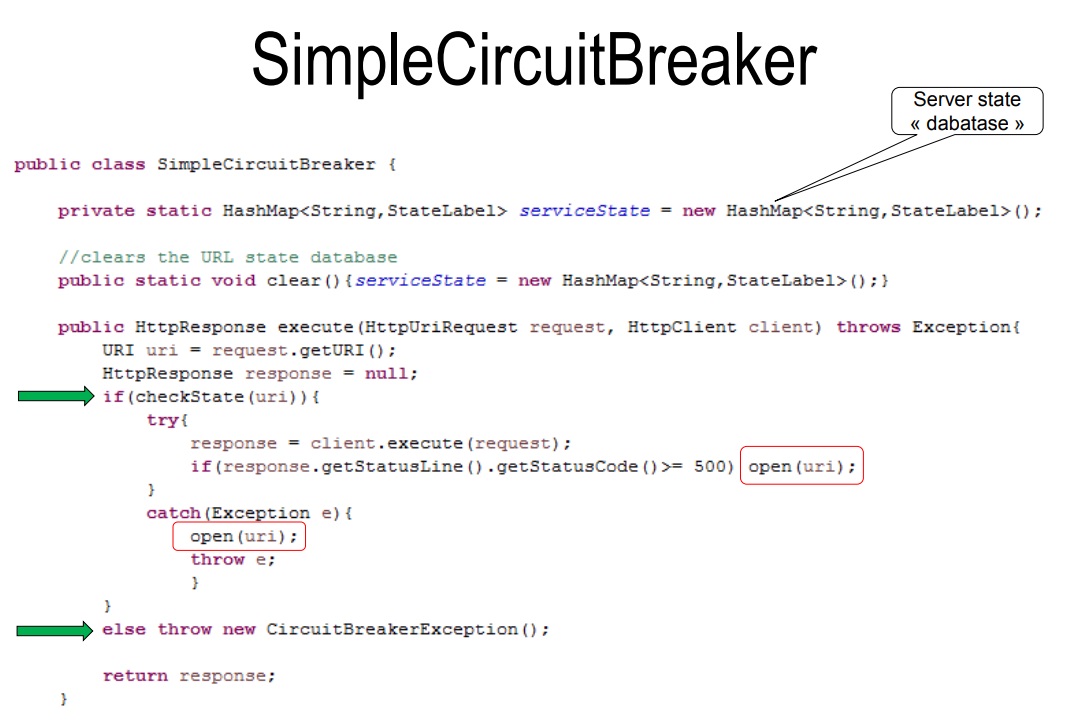 SimpleCircuitBreaker
Server state
« dabatase »
public class SimpleCircuitBreaker {
private static HashMap<String,StateLabel> serviceState = new HashMap<String,StateLabel>();
//clears the URL state database
public static void clear(){serviceState = new HashMap<String,StateLabel>();}
public HttpResponse execute(HttpUriRequest request, HttpClient client) throws Exception{
URI uri = request.getURI();
HttpResponse response = null;
if(checkState(uri)){
try{
response = client.execute(request);
if(response.getStatusLine().getStatusCode()>= 500) open(uri);
}
catch(Exception e){
open(uri);
throw e;
}
}
else throw new CircuitBreakerException();
return response;
}